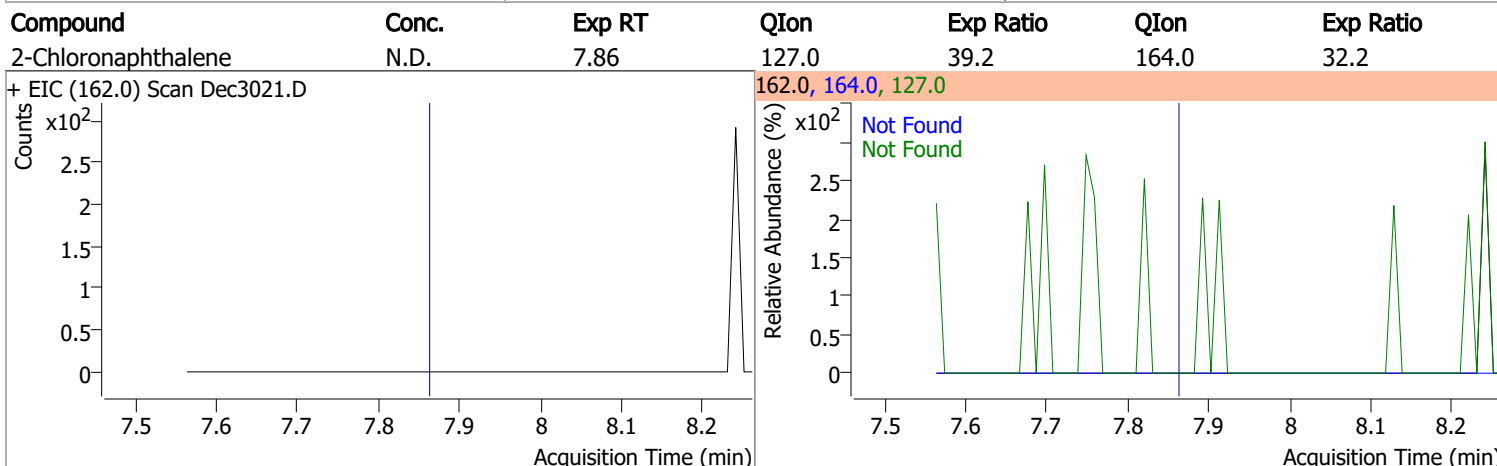 Compound Conc. Exp RT QIon Exp Ratio QIon Exp Ratio
2-Chloronaphthalene N.D. 7.86 127.0 39.2 164.0 32.2
+ EIC (162.0) Scan Dec3021.D
Counts
x10²
2.5
2
1.5
1
0.5
0
7.5 7.6 7.7 7.8 7.9 8 8.1 8.2
Acquisition Time (min)
162.0, 164.0, 127.0
Relative Abundance (%)
x10²
Not Found
Not Found
2.5
2
1.5
1
0.5
0
7.5 7.6 7.7 7.8 7.9 8 8.1 8.2
Acquisition Time (min)